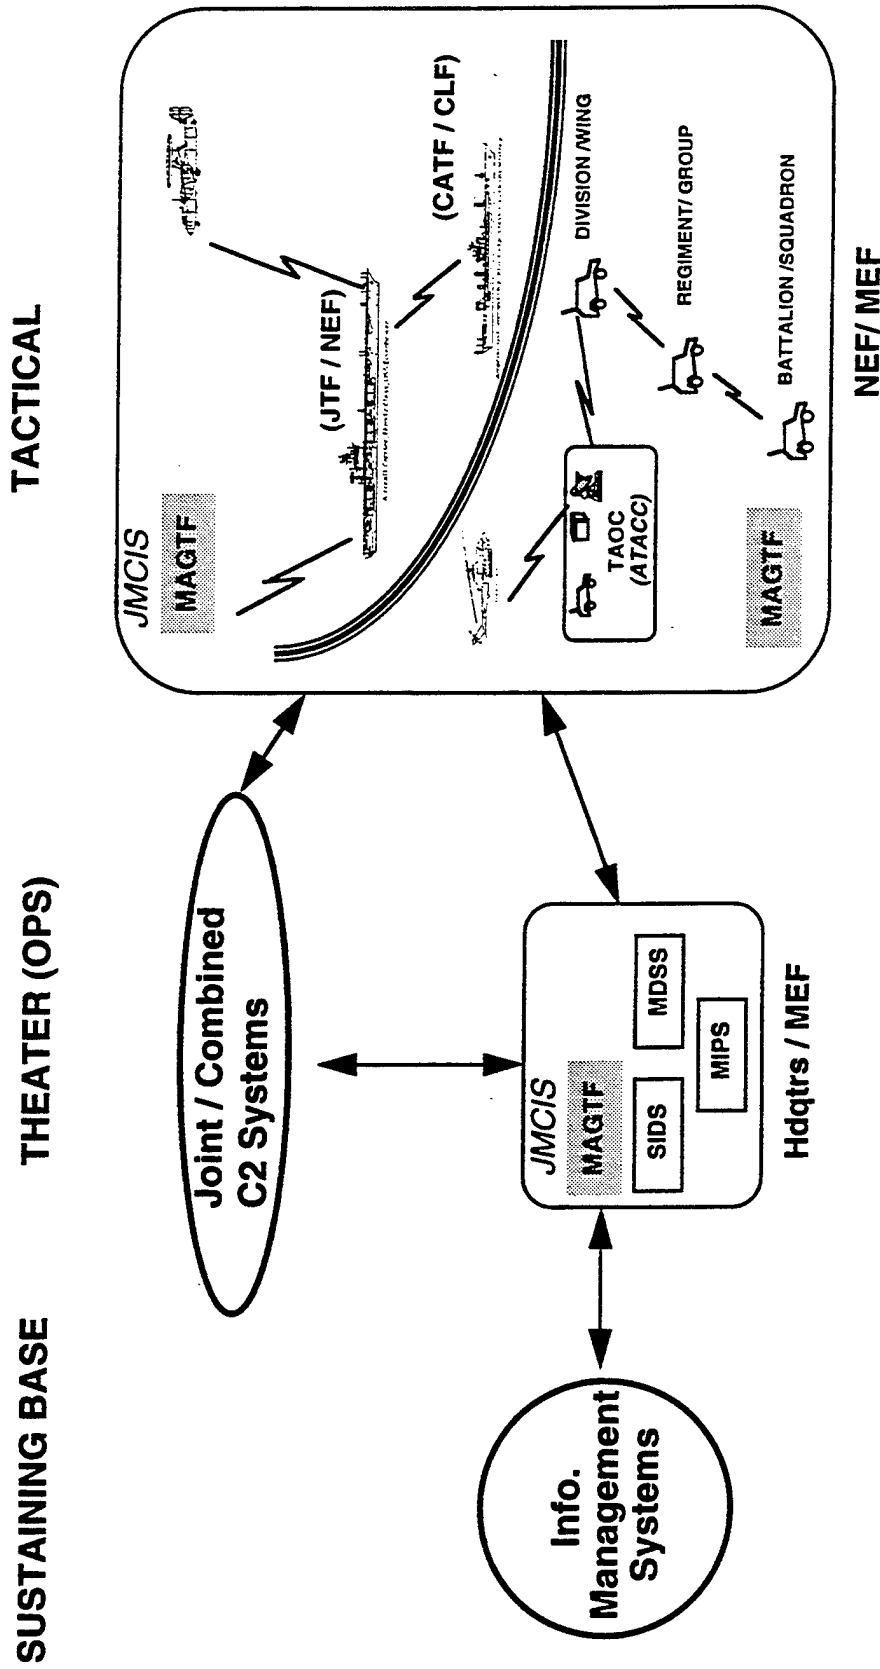 SUSTAINING BASE
THEATER (OPS)
TACTICAL
Info.
Management
Systems
Joint / Combined
C2 Systems
JMCIS
MAGTF
SIDS
MDSS
MIPS
Hdqtrs / MEF
JMCIS
MAGTF
(JTF / NEF)
(CATF / CLF)
TAOC
(ATACC)
DIVISION /WING
REGIMENT/ GROUP
BATTALION /SQUADRON
MAGTF
NEF/ MEF